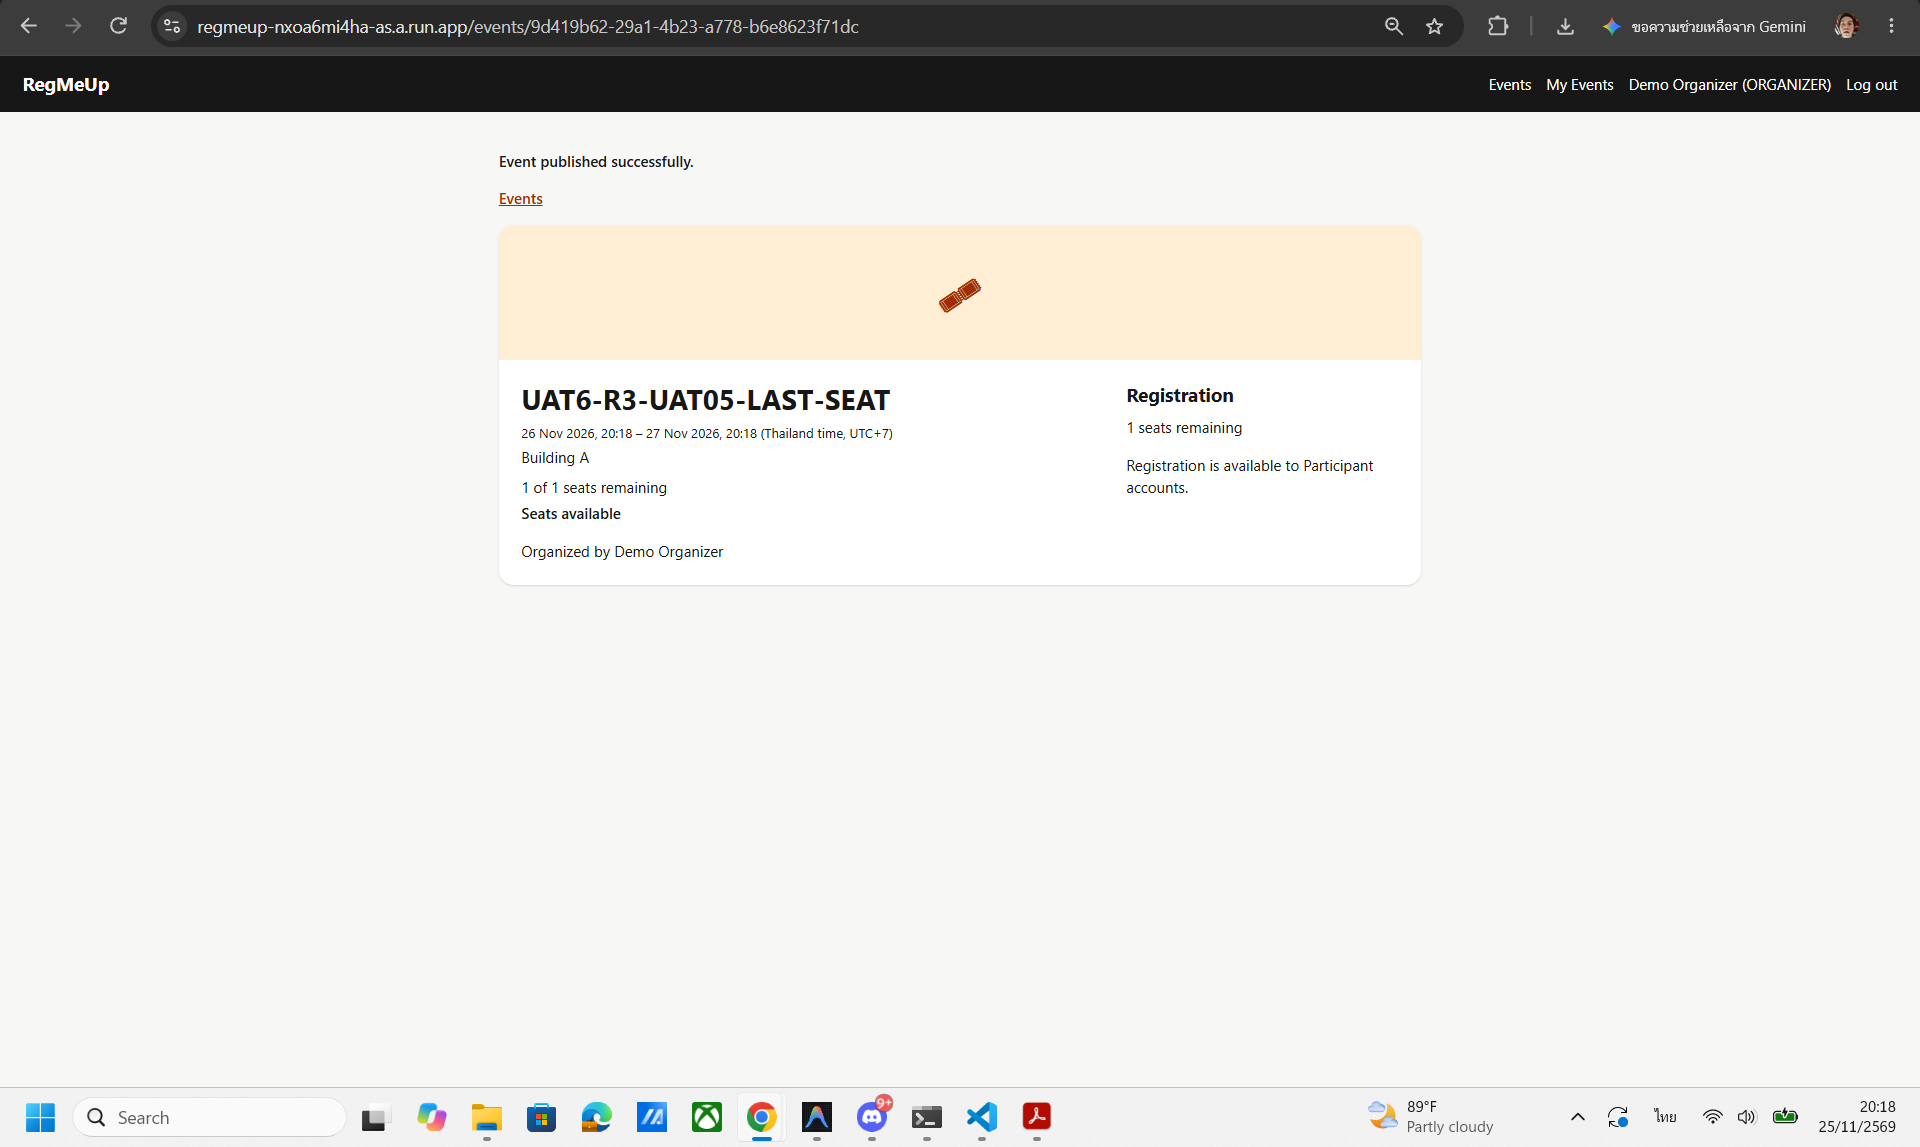 regmeup-nxoa6mi4ha-as.a.run.app/events/9d419b62-29a1-4b23-a778-b6e8623f71dc
ขอความช่วยเหลือจาก Gemini
RegMeUp
Events
My Events
Demo Organizer (ORGANIZER)
Log out
Event published successfully.
Events
UAT6-R3-UAT05-LAST-SEAT
26 Nov 2026, 20:18 – 27 Nov 2026, 20:18 (Thailand time, UTC+7)
Building A
1 of 1 seats remaining
Seats available
Organized by Demo Organizer
Registration
1 seats remaining
Registration is available to Participant
accounts.
Search
9+
89°F
Partly cloudy
ไทย
20:18
25/11/2569